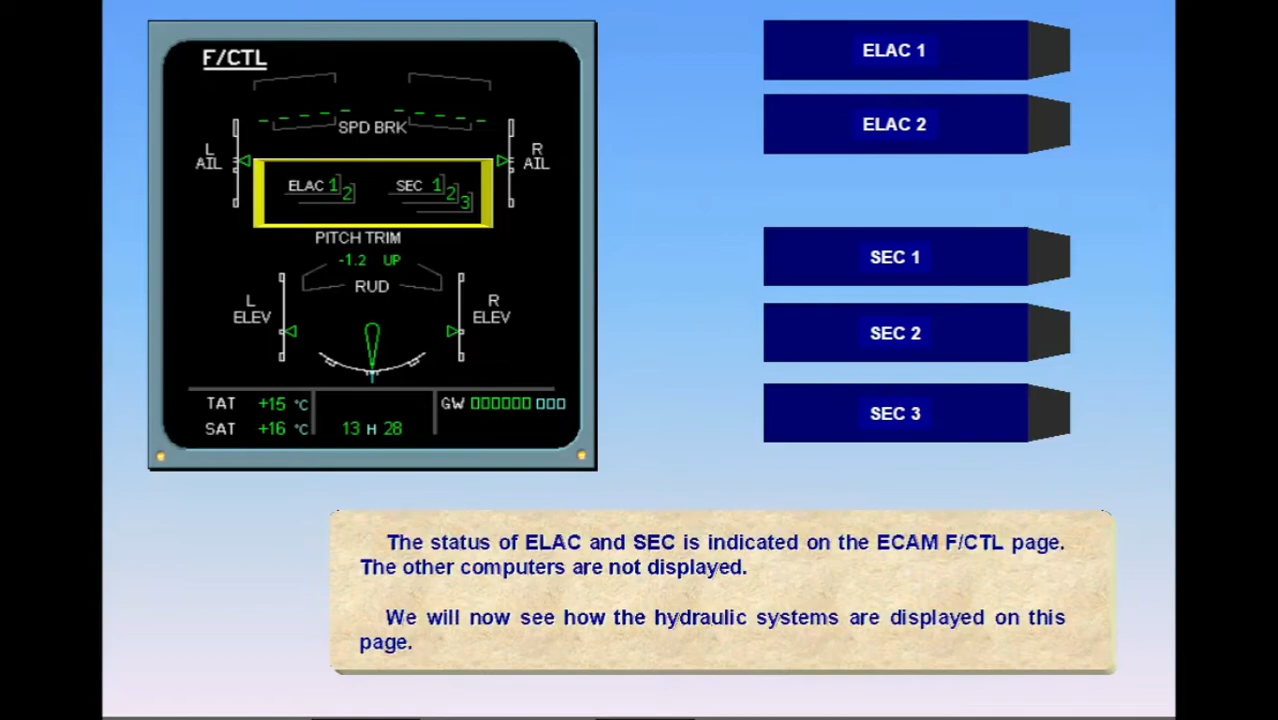 F/CTL
SPD BRK
L
AIL
R
AIL
ELAC 1 2
SEC 1 2 3
PITCH TRIM
-1.2 UP
RUD
L
ELEV
R
ELEV
TAT +15 °C
SAT +16 °C
13 H 28
GW
ELAC 1
ELAC 2
SEC 1
SEC 2
SEC 3
The status of ELAC and SEC is indicated on the ECAM F/CTL page.
The other computers are not displayed.
We will now see how the hydraulic systems are displayed on this
page.